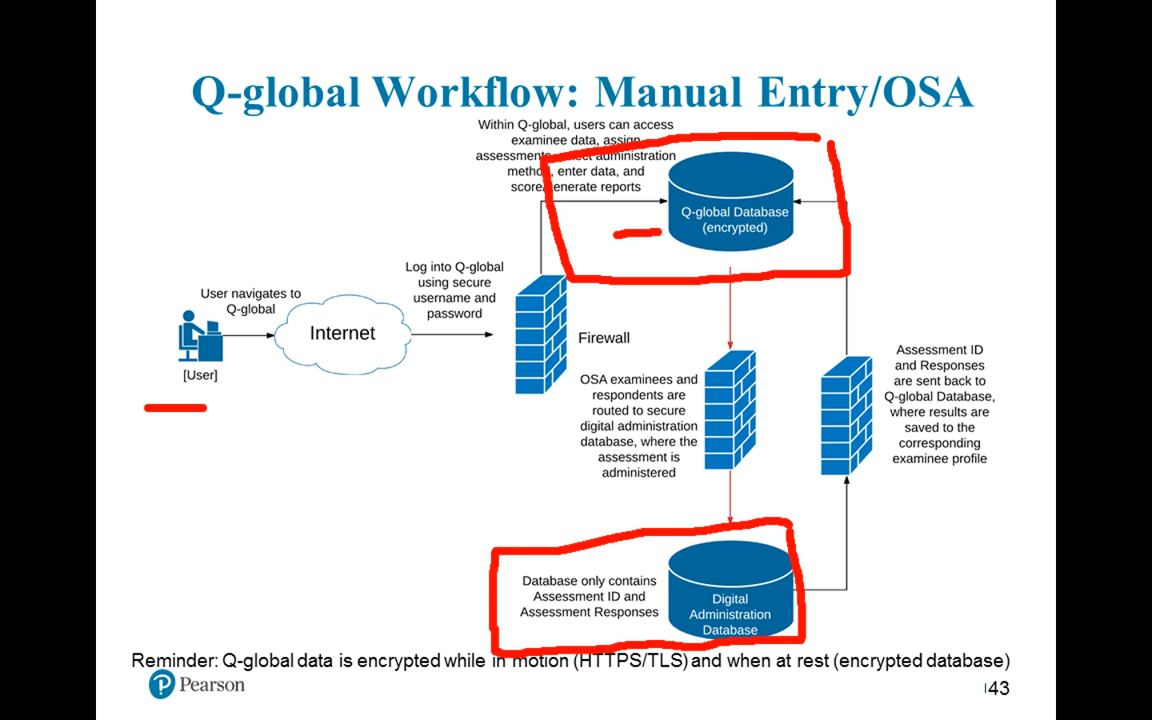 Q-global Workflow: Manual Entry/OSA
Within Q-global, users can access
examinee data, assign
assessments, select administration
method, enter data, and
score/generate reports
Q-global Database
(encrypted)
Log into Q-global
using secure
username and
password
User navigates to
Q-global
Internet
[User]
Firewall
OSA examinees and
respondents are
routed to secure
digital administration
database, where the
assessment is
administered
Assessment ID
and Responses
are sent back to
Q-global Database,
where results are
saved to the
corresponding
examinee profile
Database only contains
Assessment ID and
Assessment Responses
Digital
Administration
Database
Reminder: Q-global data is encrypted while in motion (HTTPS/TLS) and when at rest (encrypted database)
P Pearson
43